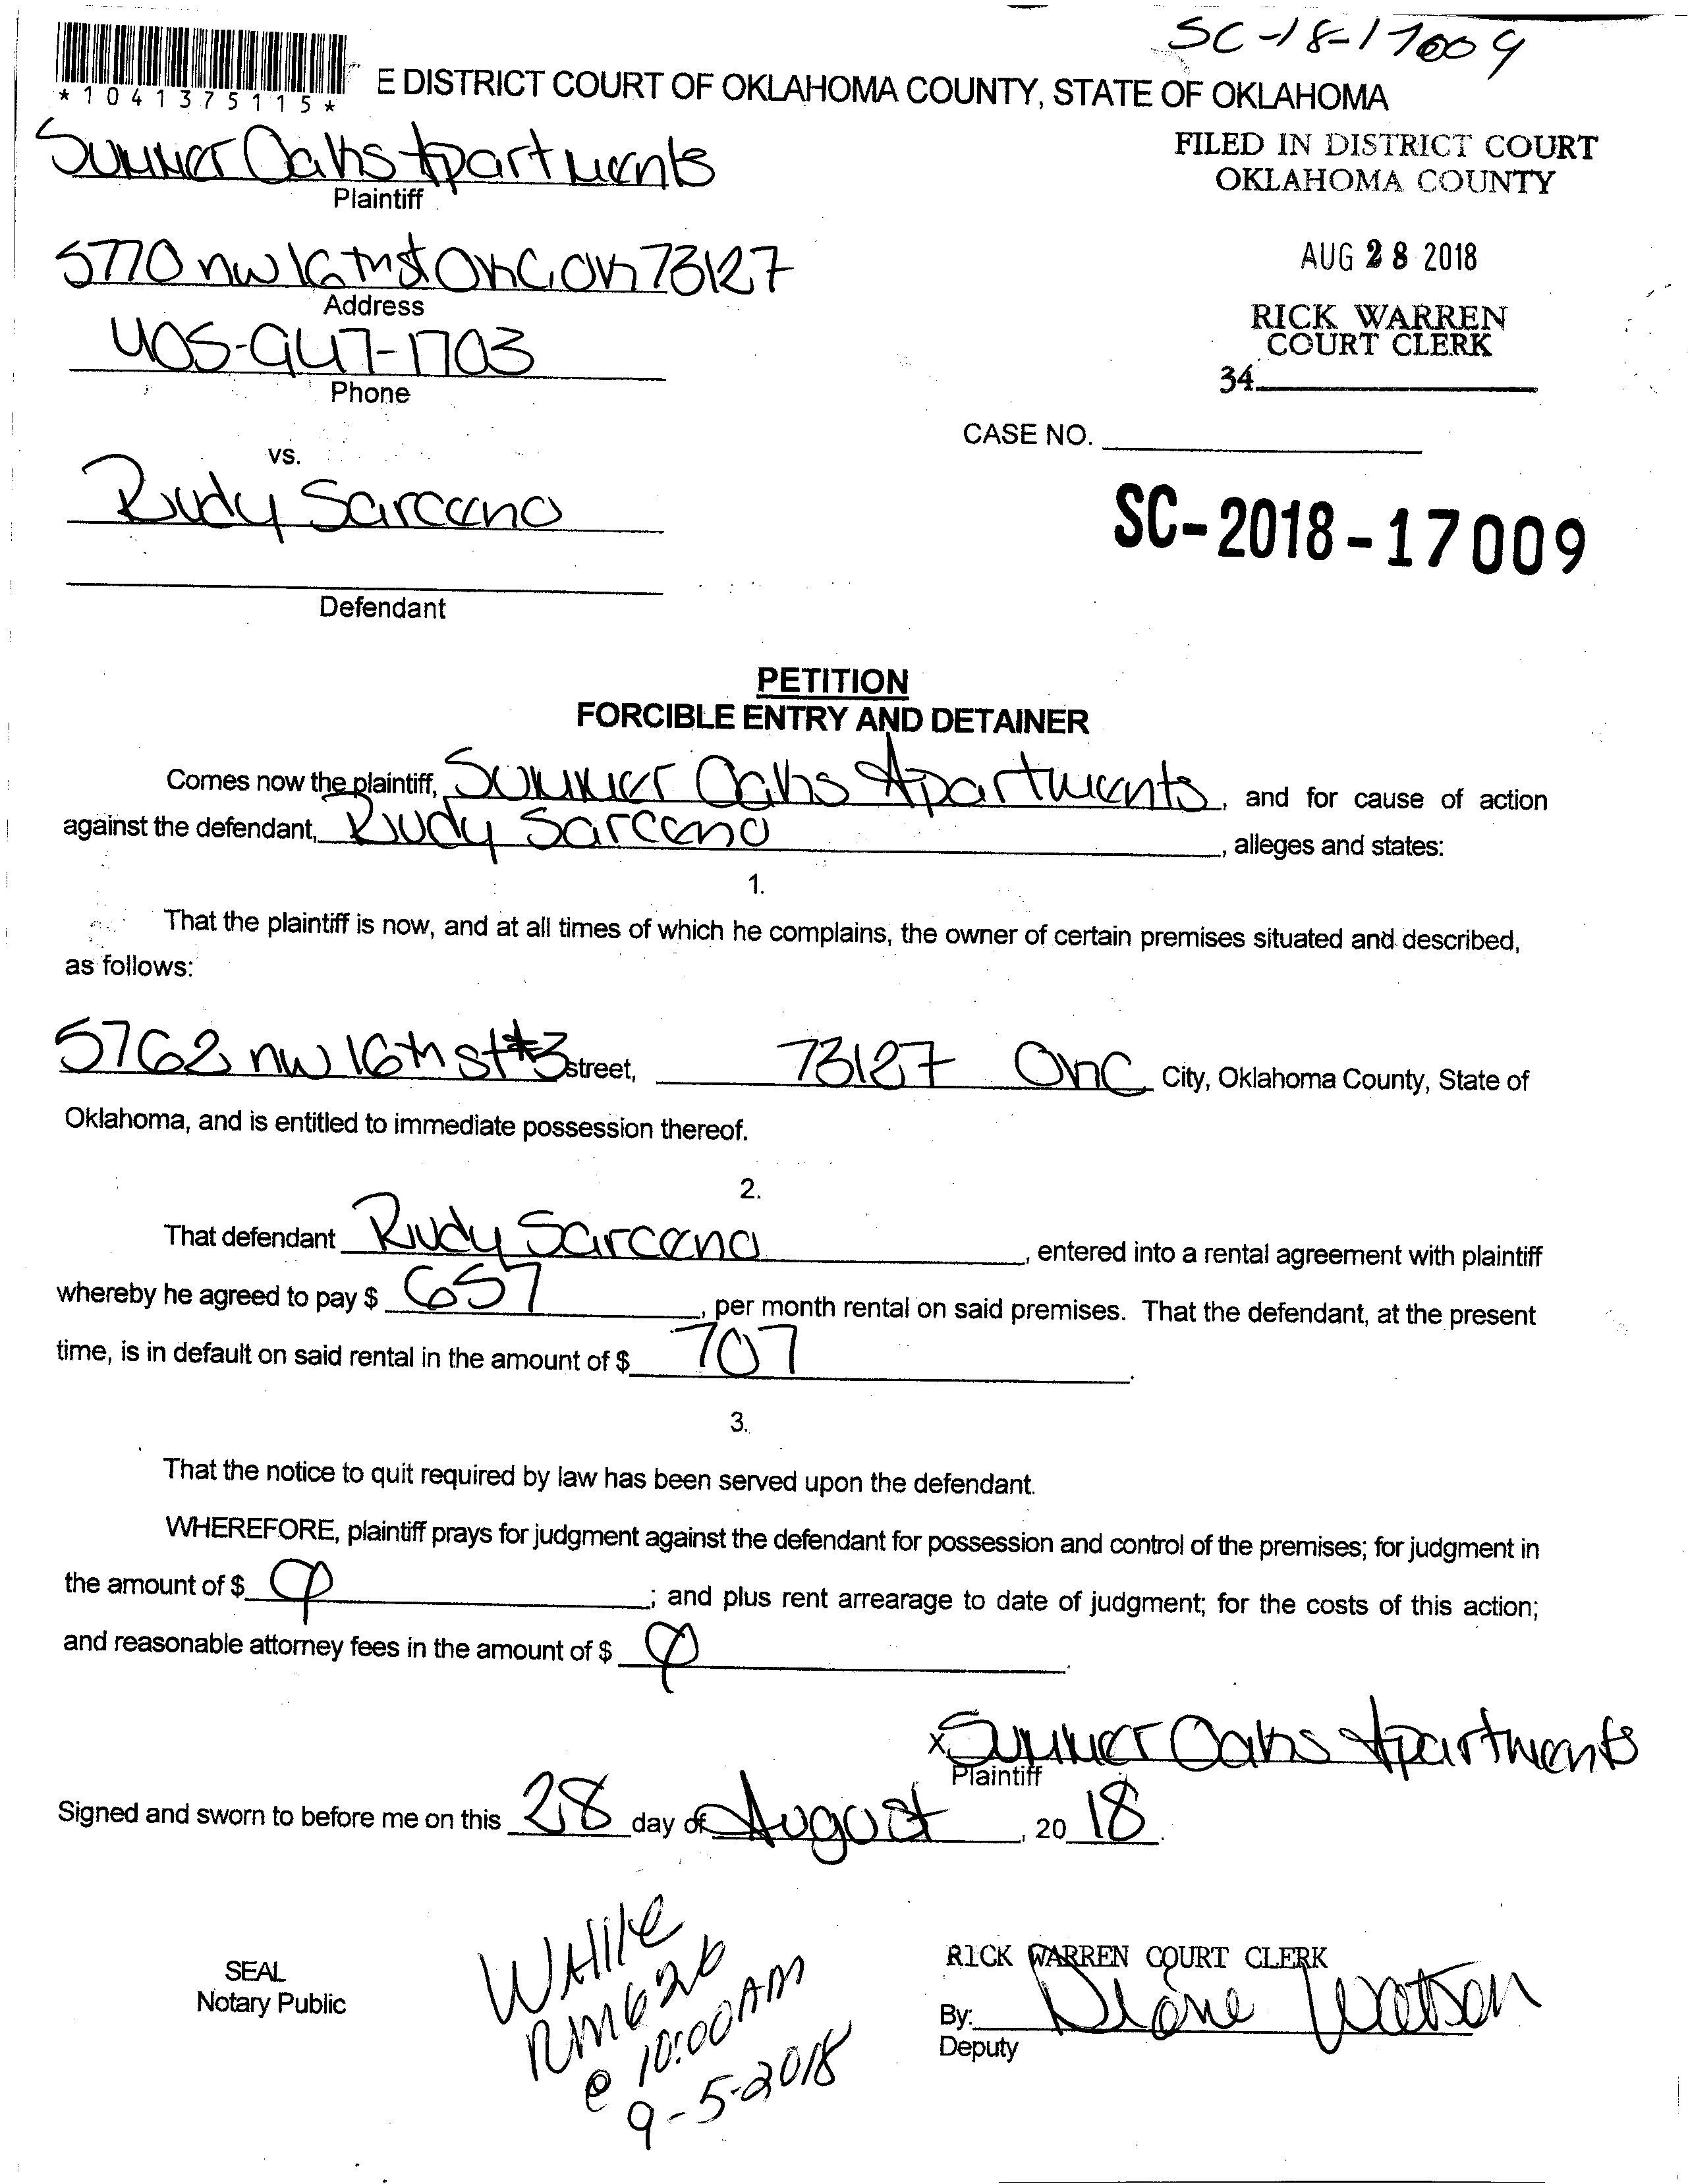 SC-18-17009
*1041375115*
E DISTRICT COURT OF OKLAHOMA COUNTY, STATE OF OKLAHOMA
Summer Oaks Apartments
Plaintiff
FILED IN DISTRICT COURT
OKLAHOMA COUNTY
5770 nw 16th st OKC, OK 73127
Address
AUG 28 2018
405-947-1703
Phone
RICK WARREN
COURT CLERK
34
CASE NO.
vs.
Rudy Sarceno
SC-2018-17009
Defendant
PETITION
FORCIBLE ENTRY AND DETAINER
Comes now the plaintiff, Summer Oaks Apartments, and for cause of action
against the defendant, Rudy Sarceno, alleges and states:
1.
That the plaintiff is now, and at all times of which he complains, the owner of certain premises situated and described,
as follows:
5762 nw 16th st #3 street, 73127 OKC City, Oklahoma County, State of
Oklahoma, and is entitled to immediate possession thereof.
2.
That defendant Rudy Sarceno, entered into a rental agreement with plaintiff
whereby he agreed to pay $ 657, per month rental on said premises. That the defendant, at the present
time, is in default on said rental in the amount of $ 707.
3.
That the notice to quit required by law has been served upon the defendant.
WHEREFORE, plaintiff prays for judgment against the defendant for possession and control of the premises; for judgment in
the amount of $ ; and plus rent arrearage to date of judgment; for the costs of this action;
and reasonable attorney fees in the amount of $ .
x Summer Oaks Apartments
Plaintiff
Signed and sworn to before me on this 28 day of August, 2018.
SEAL
Notary Public
RM 626
@ 10:00 AM
9-5-2018
RICK WARREN COURT CLERK
By: Diane Watson
Deputy